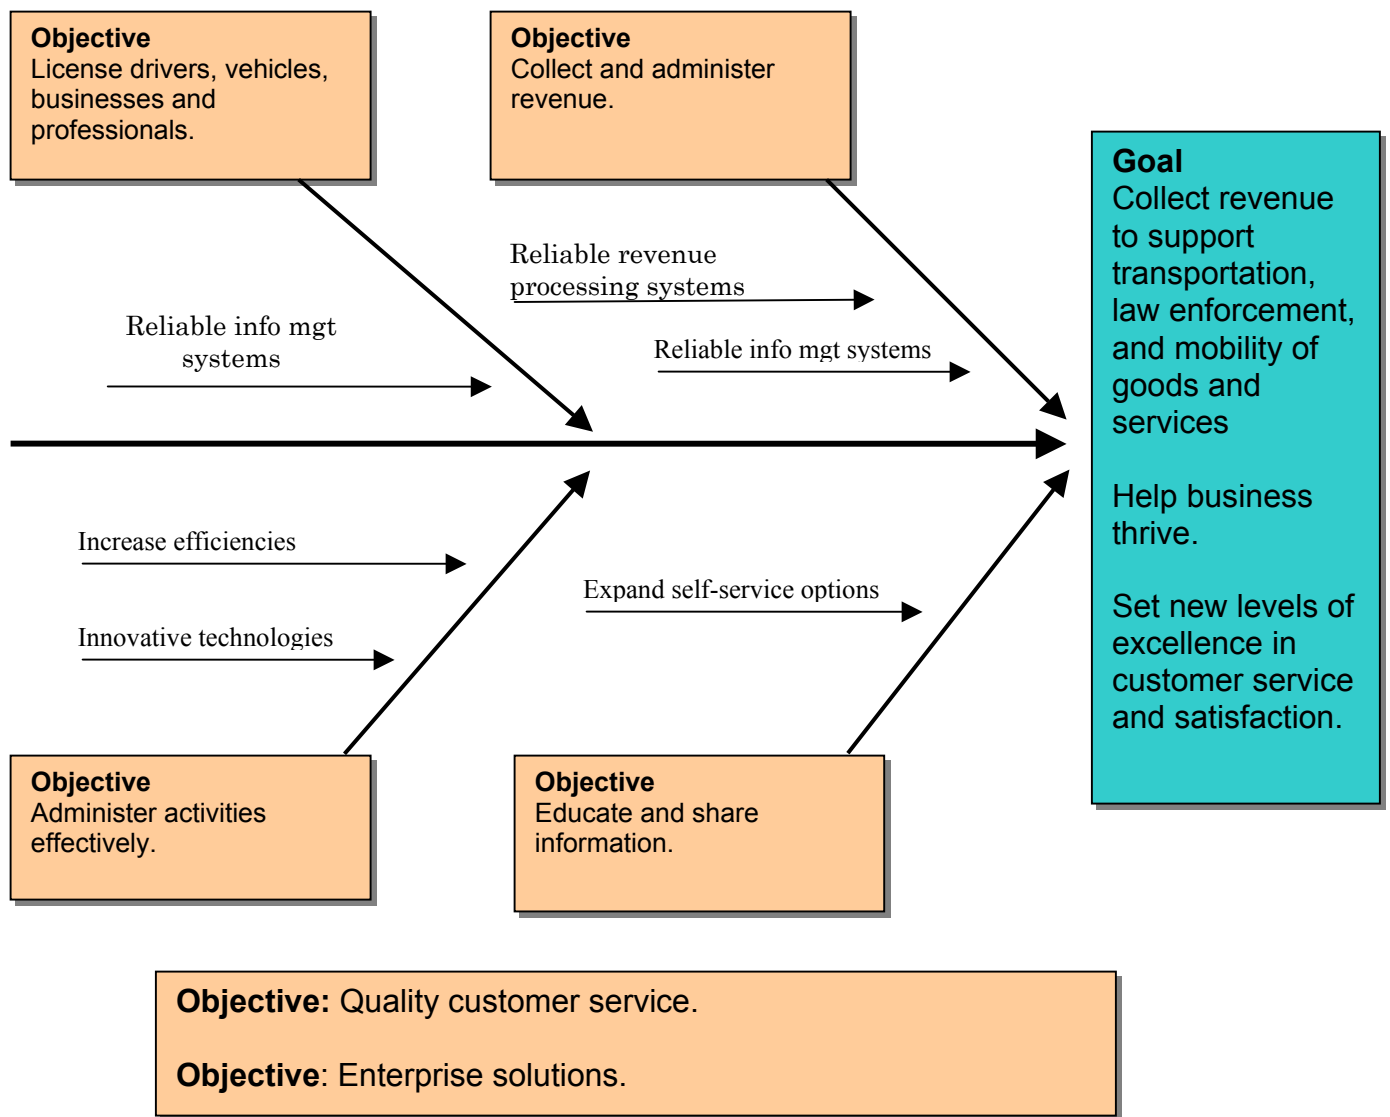 Objective
License drivers, vehicles,
businesses and
professionals.
Objective
Collect and administer
revenue.
Goal
Collect revenue
to support
transportation,
law enforcement,
and mobility of
goods and
services
Help business
thrive.
Set new levels of
excellence in
customer service
and satisfaction.
Reliable revenue
processing systems
Reliable info mgt
systems
Reliable info mgt systems
Increase efficiencies
Expand self-service options
Innovative technologies
Objective
Administer activities
effectively.
Objective
Educate and share
information.
Objective: Quality customer service.
Objective: Enterprise solutions.